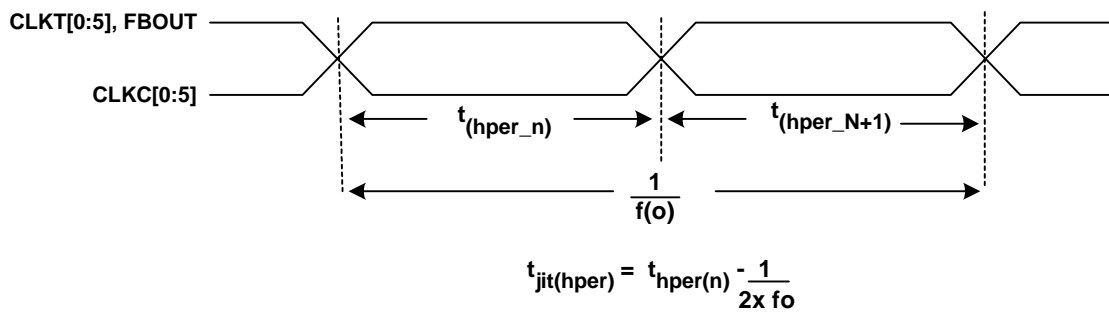 CLKT[0:5], FBOUT
CLKC[0:5]
t(hper_n)
t(hper_N+1)
1
f(o)
tjit(hper) = thper(n) - 1
2x fo